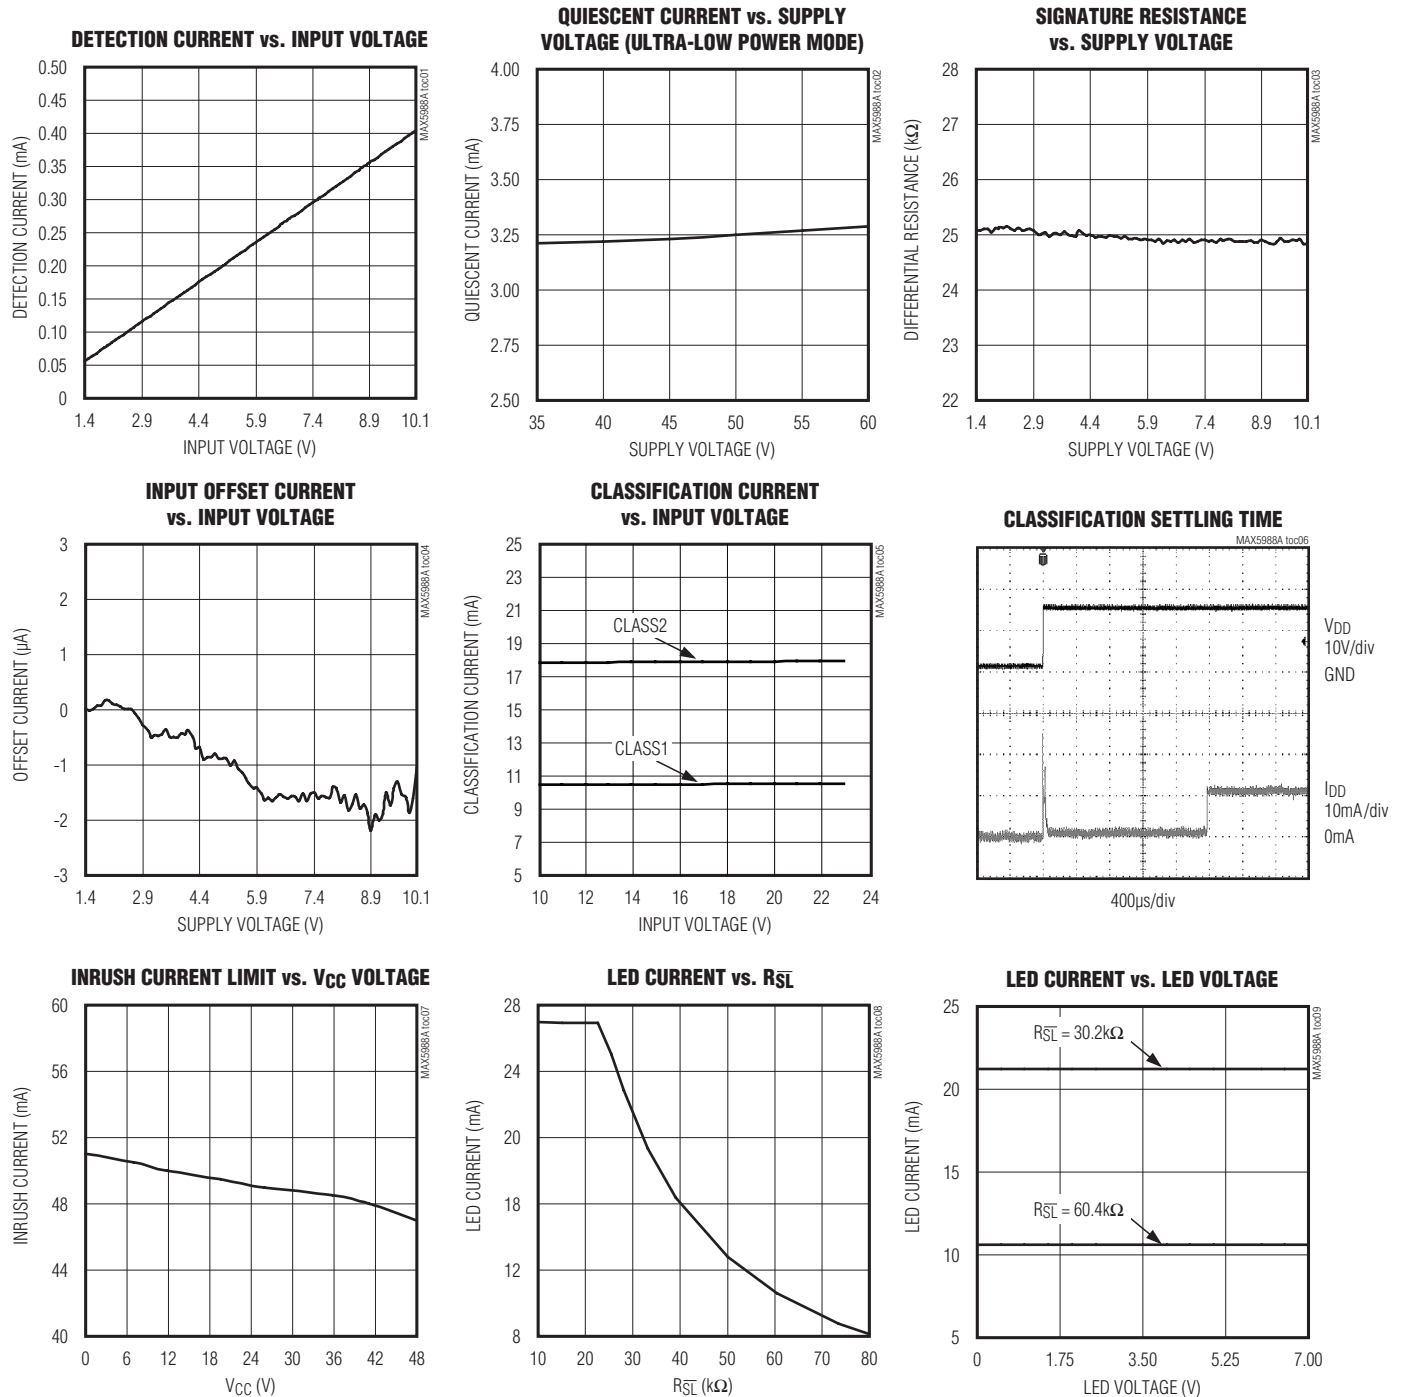 DETECTION CURRENT vs. INPUT VOLTAGE
MAX5988A toc01
DETECTION CURRENT (mA)
0.50
0.45
0.40
0.35
0.30
0.25
0.20
0.15
0.10
0.05
0
1.4 2.9 4.4 5.9 7.4 8.9 10.1
INPUT VOLTAGE (V)
QUIESCENT CURRENT vs. SUPPLY
VOLTAGE (ULTRA-LOW POWER MODE)
MAX5988A toc02
QUIESCENT CURRENT (mA)
4.00
3.75
3.50
3.25
3.00
2.75
2.50
35 40 45 50 55 60
SUPPLY VOLTAGE (V)
SIGNATURE RESISTANCE
vs. SUPPLY VOLTAGE
MAX5988A toc03
DIFFERENTIAL RESISTANCE (kΩ)
28
27
26
25
24
23
22
1.4 2.9 4.4 5.9 7.4 8.9 10.1
SUPPLY VOLTAGE (V)
INPUT OFFSET CURRENT
vs. INPUT VOLTAGE
MAX5988A toc04
OFFSET CURRENT (µA)
3
2
1
0
-1
-2
-3
1.4 2.9 4.4 5.9 7.4 8.9 10.1
SUPPLY VOLTAGE (V)
CLASSIFICATION CURRENT
vs. INPUT VOLTAGE
MAX5988A toc05
CLASSIFICATION CURRENT (mA)
25
23
21
19
17
15
13
11
9
7
5
CLASS2
CLASS1
10 12 14 16 18 20 22 24
INPUT VOLTAGE (V)
CLASSIFICATION SETTLING TIME
MAX5988A toc06
VDD
10V/div
GND
IDD
10mA/div
0mA
400µs/div
INRUSH CURRENT LIMIT vs. VCC VOLTAGE
MAX5988A toc07
INRUSH CURRENT (mA)
60
56
52
48
44
40
0 6 12 18 24 30 36 42 48
VCC (V)
LED CURRENT vs. RS̅L̅
MAX5988A toc08
LED CURRENT (mA)
28
24
20
18
12
8
10 20 30 40 50 60 70 80
RS̅L̅ (kΩ)
LED CURRENT vs. LED VOLTAGE
MAX5988A toc09
LED CURRENT (mA)
25
20
15
10
5
RS̅L̅ = 30.2kΩ
RS̅L̅ = 60.4kΩ
0 1.75 3.50 5.25 7.00
LED VOLTAGE (V)